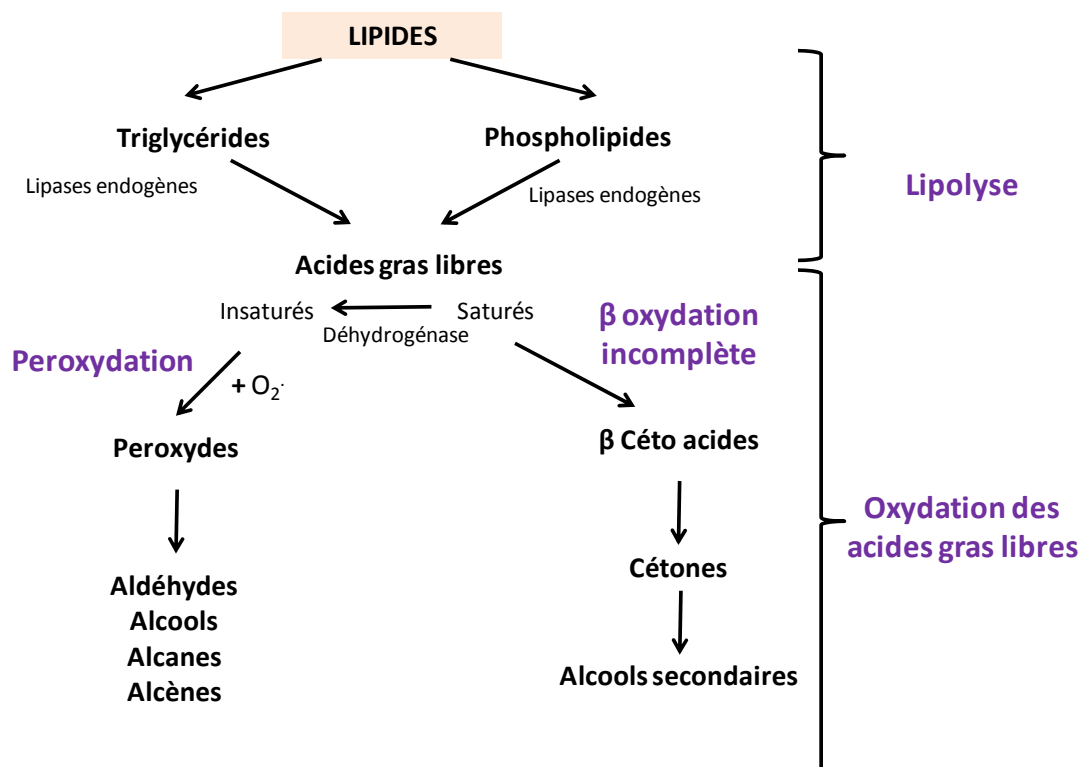 LIPIDES
Triglycérides
Phospholipides
Lipases endogènes
Lipases endogènes
Lipolyse
Acides gras libres
Insaturés
Saturés
Déhydrogénase
β oxydation
incomplète
Peroxydation
+ O₂·
Peroxydes
β Céto acides
Oxydation des
acides gras libres
Aldéhydes
Alcools
Alcanes
Alcènes
Cétones
Alcools secondaires